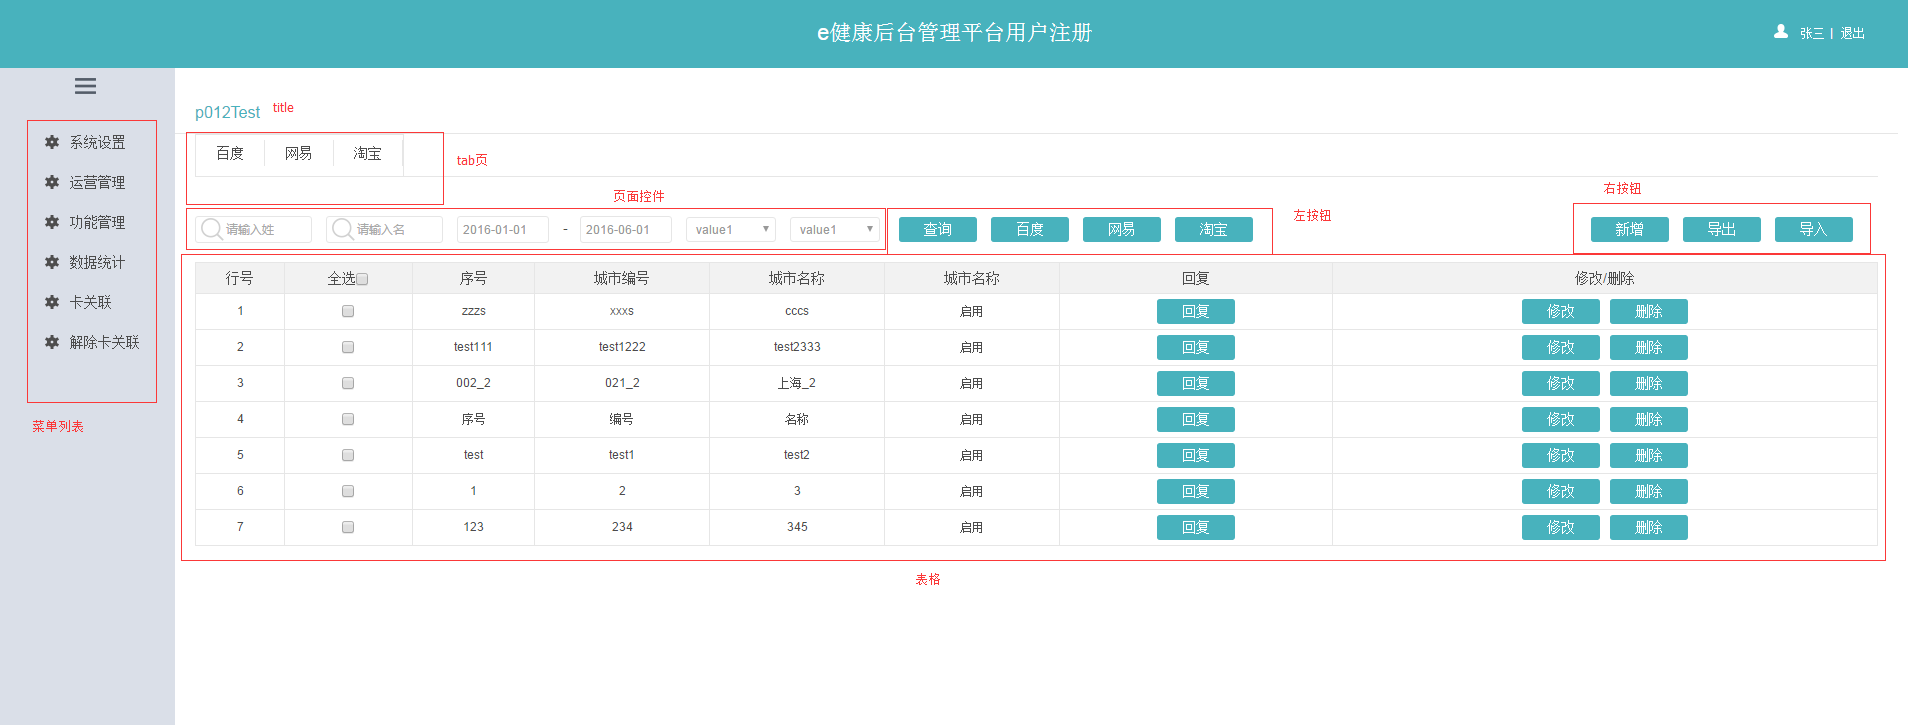 e健康后台管理平台用户注册
张三 | 退出
p012Test title
系统设置
运营管理
功能管理
数据统计
卡关联
解除卡关联
菜单列表
百度 网易 淘宝
tab页
页面控件
左按钮
右按钮
请输入姓 请输入名 2016-01-01 - 2016-06-01 value1 value1 查询 百度 网易 淘宝 新增 导出 导入
行号 全选 序号 城市编号 城市名称 城市名称 回复 修改/删除
1 zzzs xxxs cccs 启用 回复 修改 删除
2 test111 test1222 test2333 启用 回复 修改 删除
3 002_2 021_2 上海_2 启用 回复 修改 删除
4 序号 编号 名称 启用 回复 修改 删除
5 test test1 test2 启用 回复 修改 删除
6 1 2 3 启用 回复 修改 删除
7 123 234 345 启用 回复 修改 删除
表格